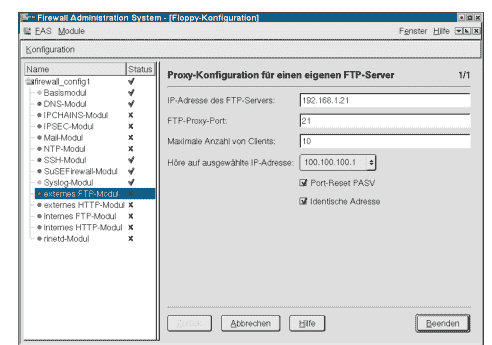 Firewall Administration System - [Floppy-Konfiguration]
EAS Module Fenster Hilfe
Konfiguration
Name Status
firewall_config1
Basismodul
DNS-Modul
IPCHAINS-Modul X
IPSEC-Modul X
Mail-Modul X
NTP-Modul X
SSH-Modul
SuSEFirewall-Modul
Syslog-Modul
externes FTP-Modul
externes HTTP-Modul X
internes FTP-Modul X
internes HTTP-Modul X
rinetd-Modul X
Proxy-Konfiguration für einen eigenen FTP-Server 1/1
IP-Adresse des FTP-Servers: 192.168.1.21
FTP-Proxy-Port: 21
Maximale Anzahl von Clients: 10
Höre auf ausgewählte IP-Adresse: 100.100.100.1
Port-Reset PASV
Identische Adresse
Zurück Abbrechen Hilfe Beenden